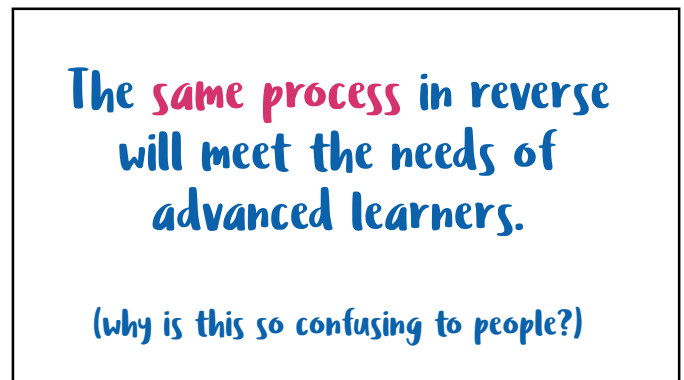 The same process in reverse
will meet the needs of
advanced learners.
(why is this so confusing to people?)